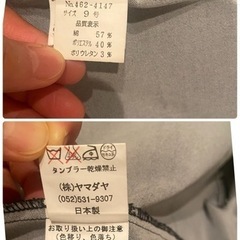 No.462-4147
サイズ 9 号
品質表示
綿 57%
ポリエステル 40%
ポリウレタン 3%
タンブラー乾燥禁止
(株)ヤマダヤ
(052)531-9307
日本製
お取り扱い上の御注意
(色移り、色落ち)